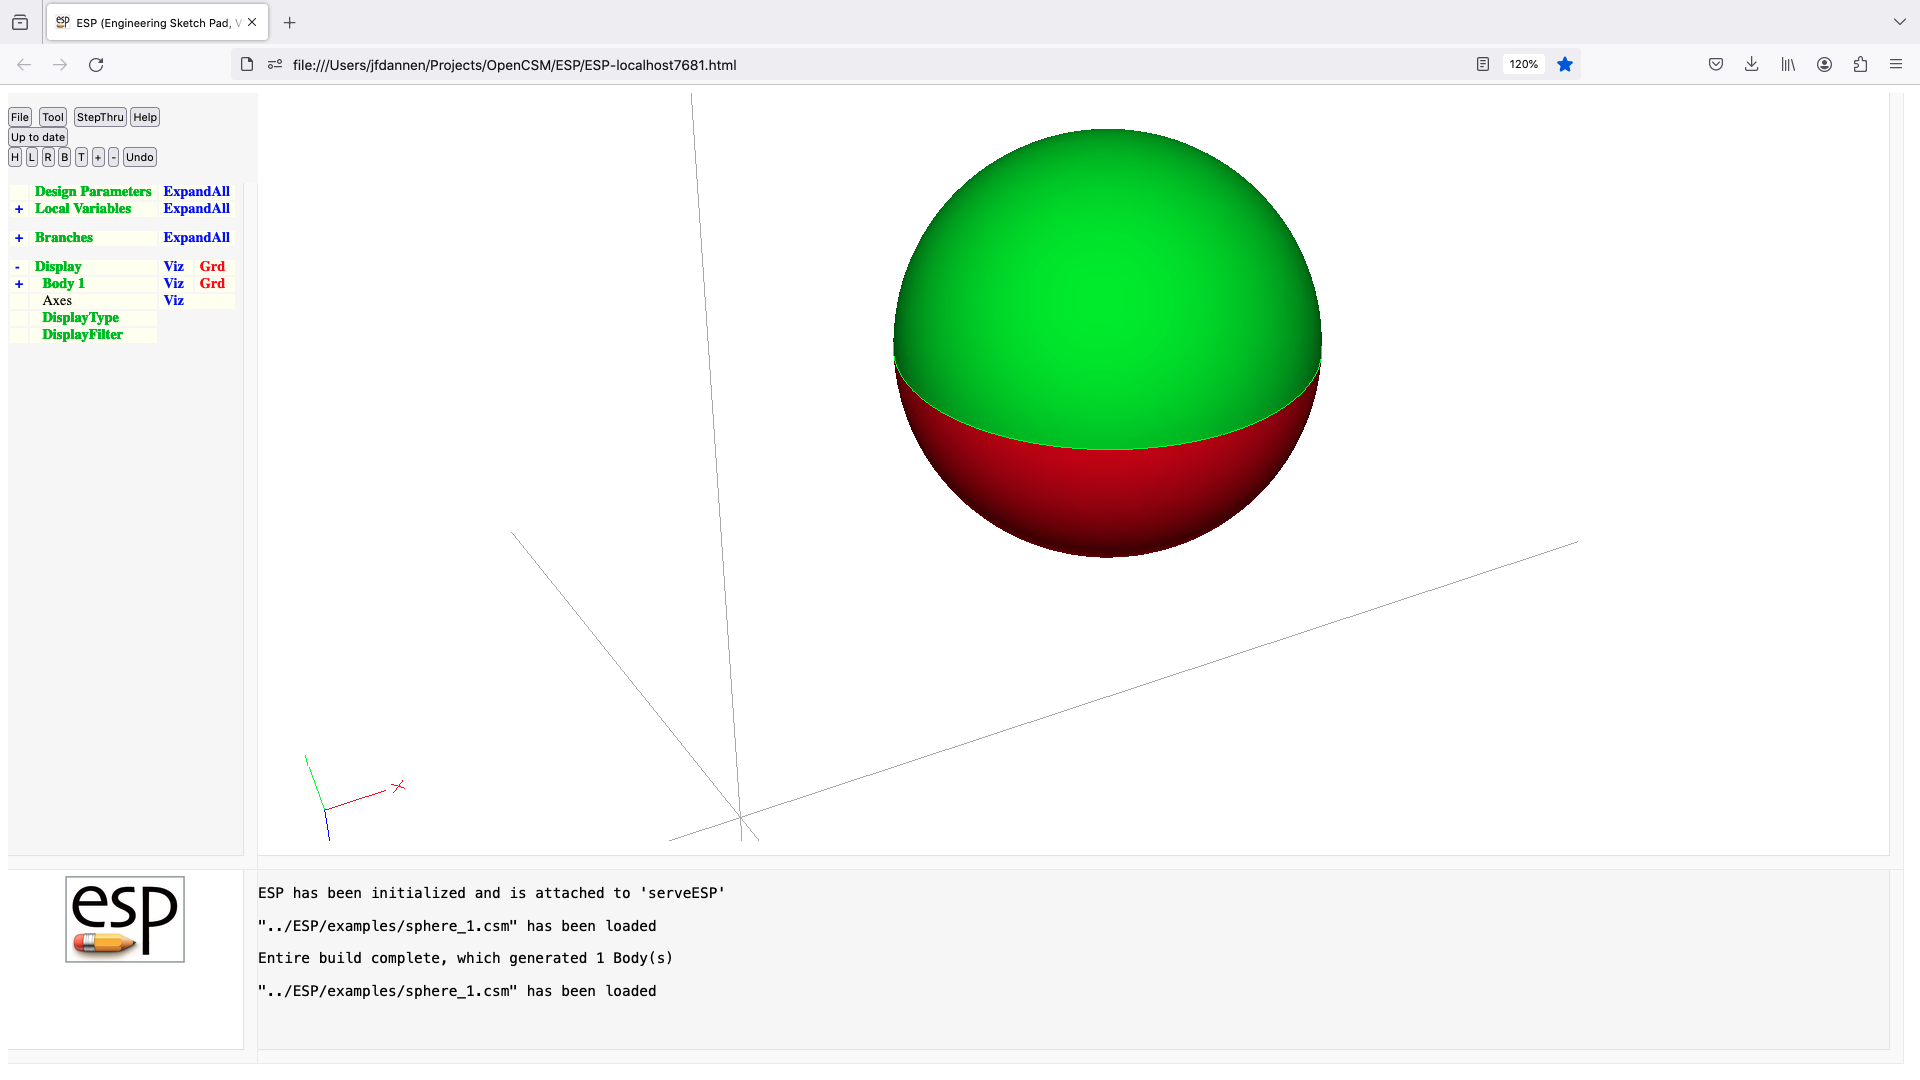 ESP (Engineering Sketch Pad, V
file:///Users/jfdannen/Projects/OpenCSM/ESP/ESP-localhost7681.html
120%
File Tool StepThru Help
Up to date
H L R B T + - Undo
Design Parameters ExpandAll
+ Local Variables ExpandAll
+ Branches ExpandAll
- Display Viz Grd
+ Body 1 Viz Grd
Axes Viz
DisplayType
DisplayFilter
X
esp
ESP has been initialized and is attached to 'serveESP'
"../ESP/examples/sphere_1.csm" has been loaded
Entire build complete, which generated 1 Body(s)
"../ESP/examples/sphere_1.csm" has been loaded